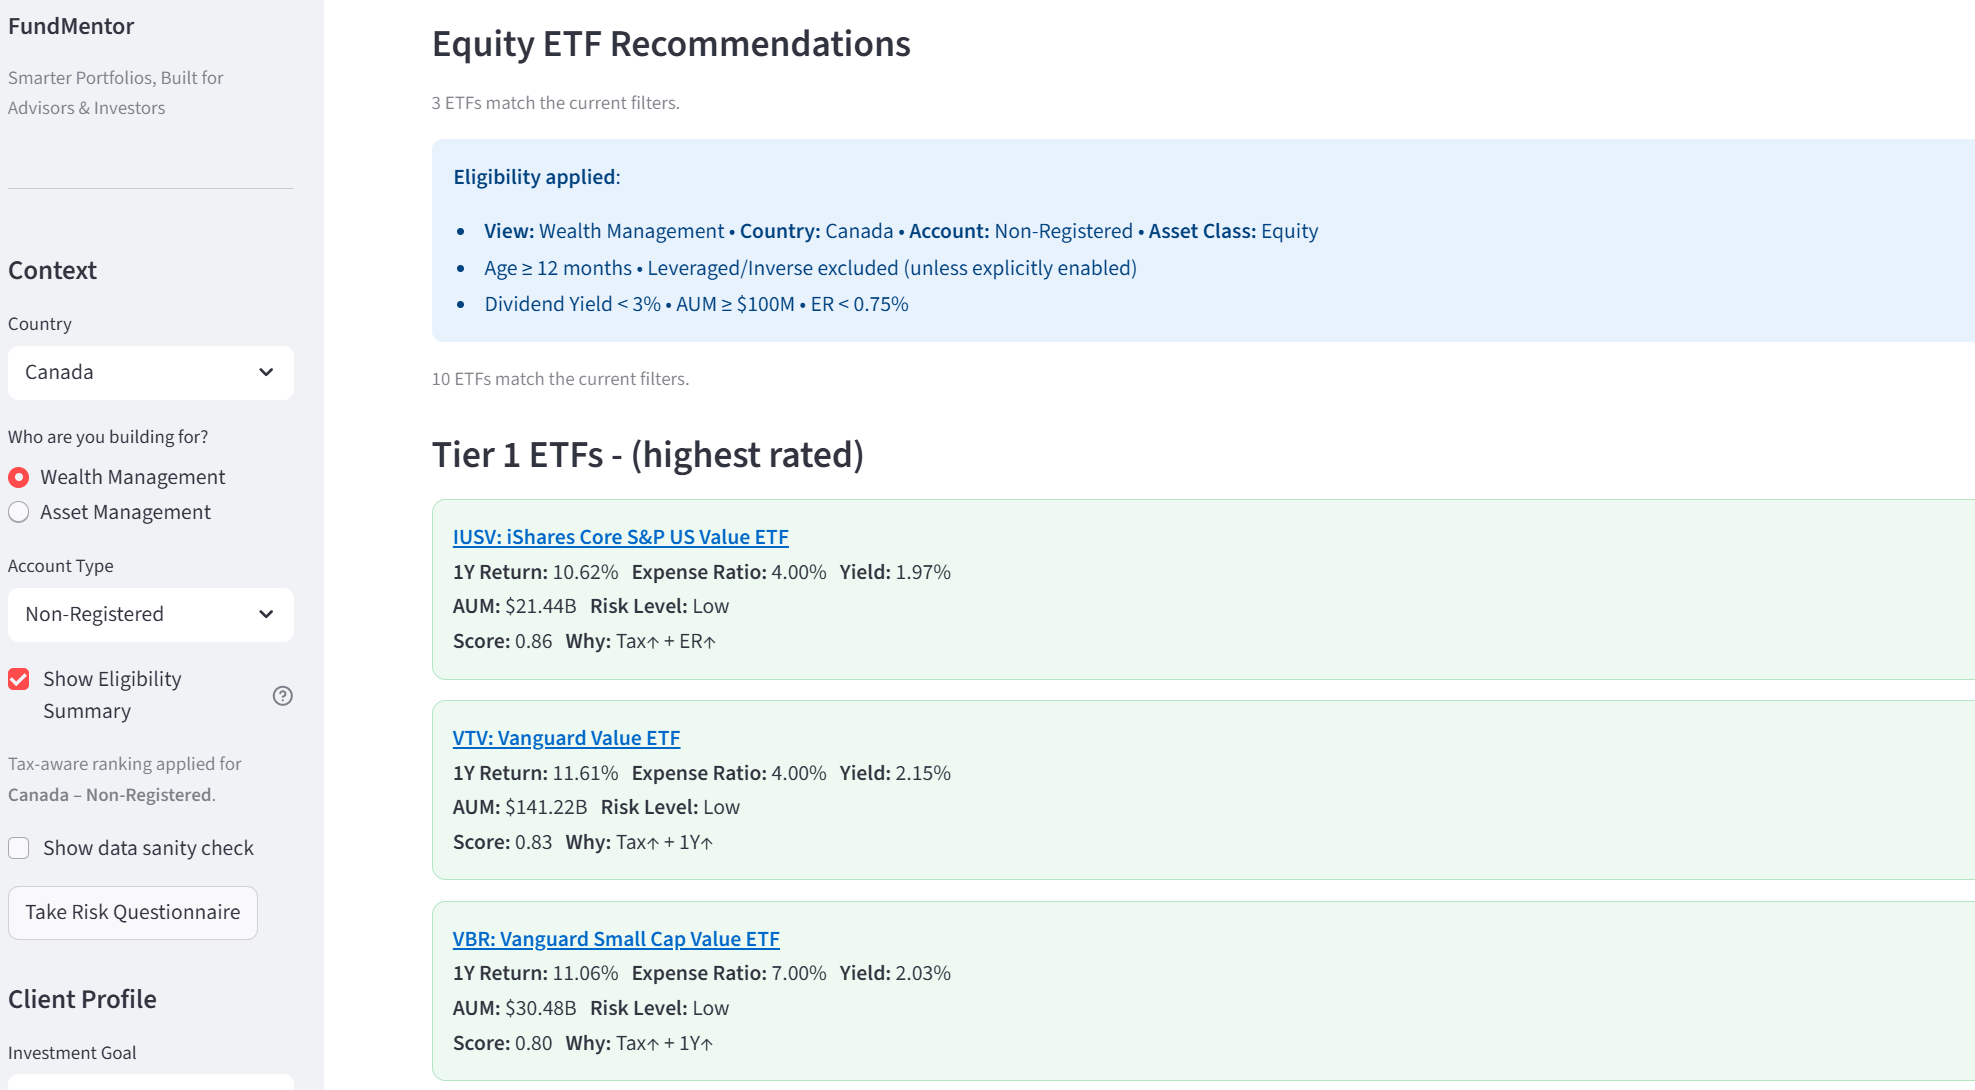 FundMentor
Smarter Portfolios, Built for
Advisors & Investors
Context
Country
Canada
Who are you building for?
Wealth Management
Asset Management
Account Type
Non-Registered
Show Eligibility
Summary
Tax-aware ranking applied for
Canada – Non-Registered.
Show data sanity check
Take Risk Questionnaire
Client Profile
Investment Goal
Equity ETF Recommendations
3 ETFs match the current filters.
Eligibility applied:
• View: Wealth Management • Country: Canada • Account: Non-Registered • Asset Class: Equity
• Age ≥ 12 months • Leveraged/Inverse excluded (unless explicitly enabled)
• Dividend Yield < 3% • AUM ≥ $100M • ER < 0.75%
10 ETFs match the current filters.
Tier 1 ETFs - (highest rated)
IUSV: iShares Core S&P US Value ETF
1Y Return: 10.62% Expense Ratio: 4.00% Yield: 1.97%
AUM: $21.44B Risk Level: Low
Score: 0.86 Why: Tax↑ + ER↑
VTV: Vanguard Value ETF
1Y Return: 11.61% Expense Ratio: 4.00% Yield: 2.15%
AUM: $141.22B Risk Level: Low
Score: 0.83 Why: Tax↑ + 1Y↑
VBR: Vanguard Small Cap Value ETF
1Y Return: 11.06% Expense Ratio: 7.00% Yield: 2.03%
AUM: $30.48B Risk Level: Low
Score: 0.80 Why: Tax↑ + 1Y↑